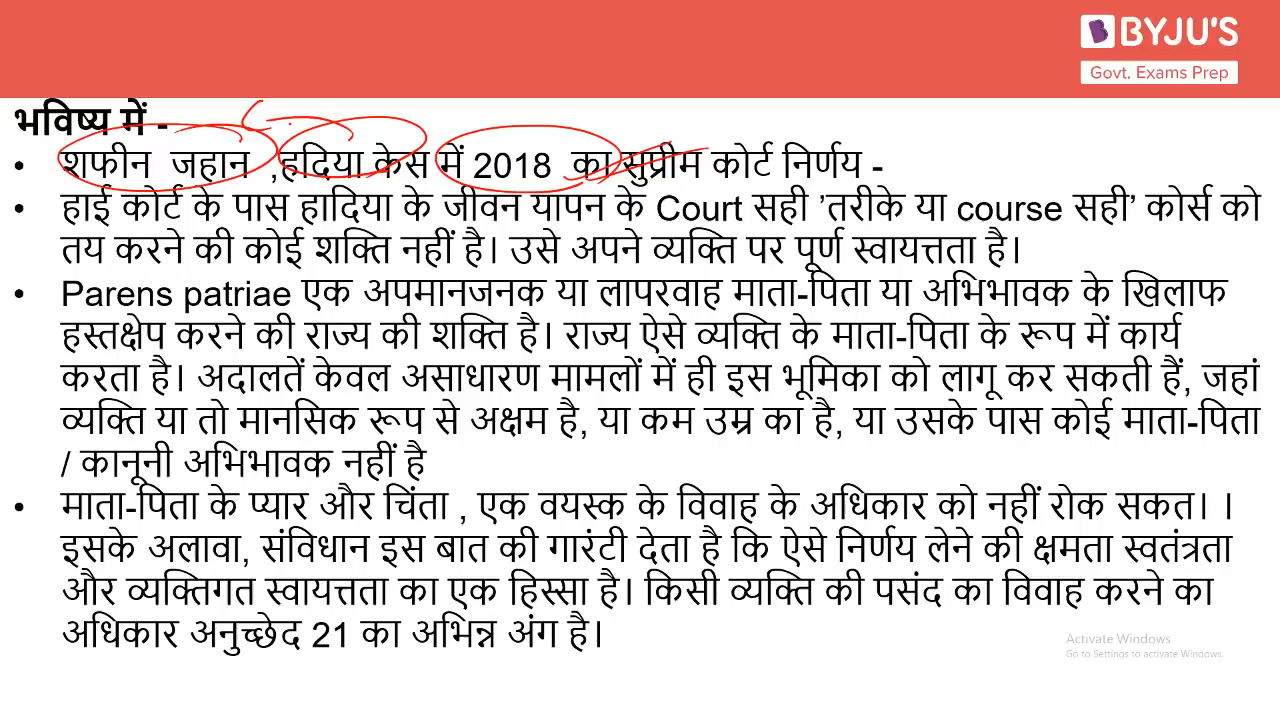 BYJU'S
Govt. Exams Prep
भविष्य में -
• शफीन जहान ,हदिया केस में 2018 का सुप्रीम कोर्ट निर्णय -
• हाई कोर्ट के पास हादिया के जीवन यापन के Court सही 'तरीके या course सही' कोर्स को
तय करने की कोई शक्ति नहीं है। उसे अपने व्यक्ति पर पूर्ण स्वायत्तता है।
• Parens patriae एक अपमानजनक या लापरवाह माता-पिता या अभिभावक के खिलाफ
हस्तक्षेप करने की राज्य की शक्ति है। राज्य ऐसे व्यक्ति के माता-पिता के रूप में कार्य
करता है। अदालतें केवल असाधारण मामलों में ही इस भूमिका को लागू कर सकती हैं, जहां
व्यक्ति या तो मानसिक रूप से अक्षम है, या कम उम्र का है, या उसके पास कोई माता-पिता
/ कानूनी अभिभावक नहीं है
• माता-पिता के प्यार और चिंता , एक वयस्क के विवाह के अधिकार को नहीं रोक सकत। ।
इसके अलावा, संविधान इस बात की गारंटी देता है कि ऐसे निर्णय लेने की क्षमता स्वतंत्रता
और व्यक्तिगत स्वायत्तता का एक हिस्सा है। किसी व्यक्ति की पसंद का विवाह करने का
अधिकार अनुच्छेद 21 का अभिन्न अंग है।
Activate Windows
Go to Settings to activate Windows.